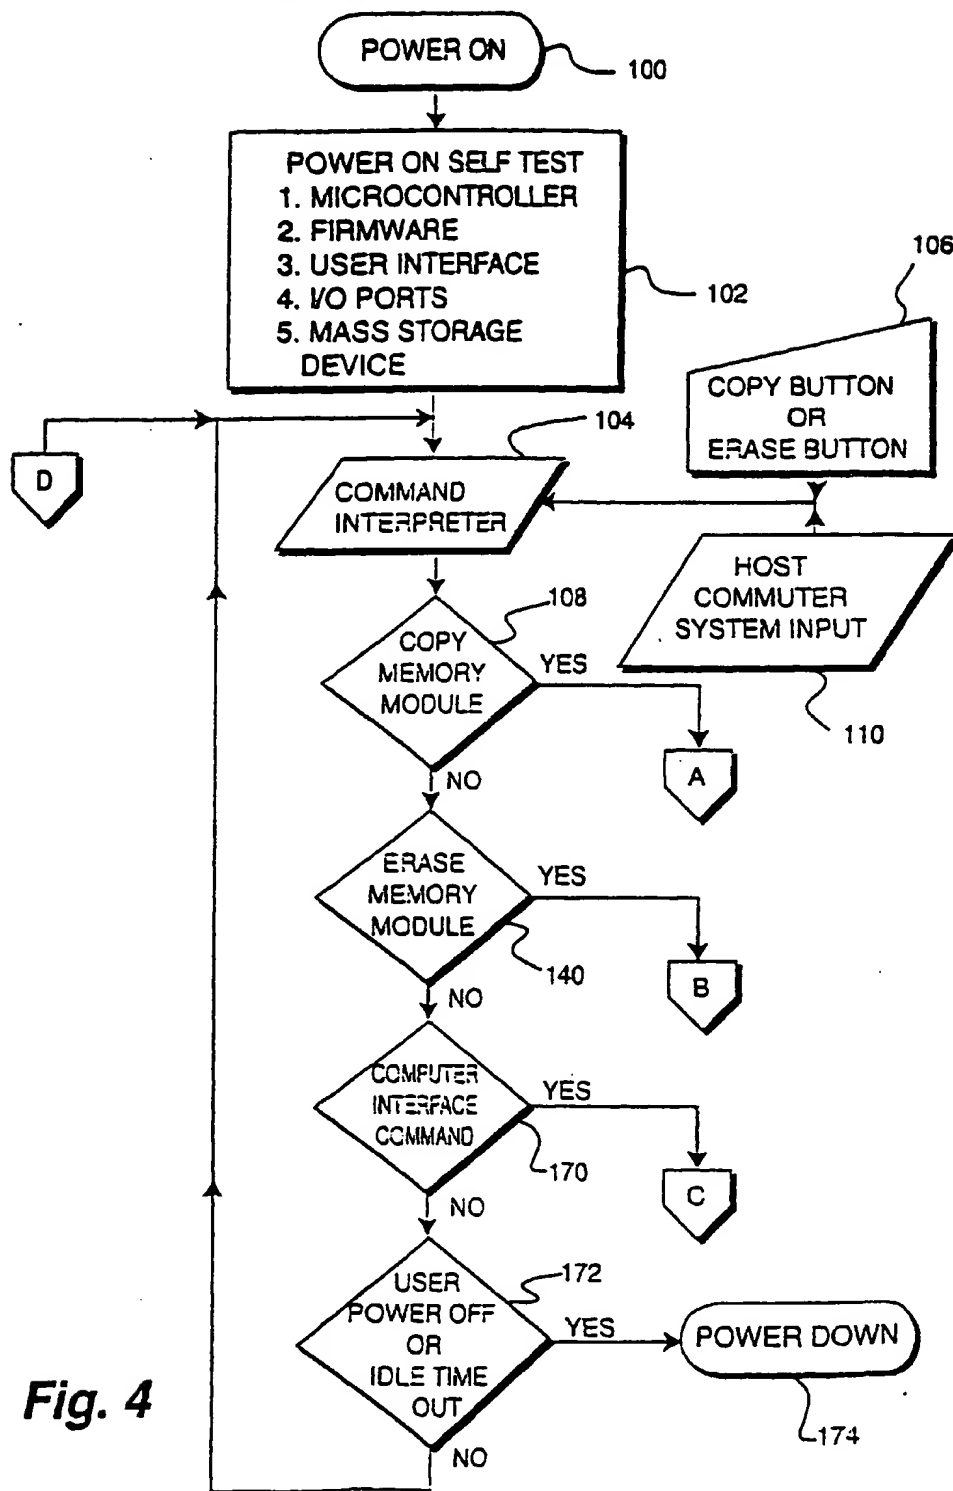 POWER ON
100
POWER ON SELF TEST
1. MICROCONTROLLER
2. FIRMWARE
3. USER INTERFACE
4. I/O PORTS
5. MASS STORAGE
DEVICE
102
106
COPY BUTTON
OR
ERASE BUTTON
D
104
COMMAND
INTERPRETER
HOST
COMMUTER
SYSTEM INPUT
110
108
COPY
MEMORY
MODULE
YES
A
NO
ERASE
MEMORY
MODULE
YES
140
B
NO
COMPUTER
INTERFACE
COMMAND
YES
170
C
NO
172
USER
POWER OFF
OR
IDLE TIME
OUT
YES
POWER DOWN
174
NO
Fig. 4